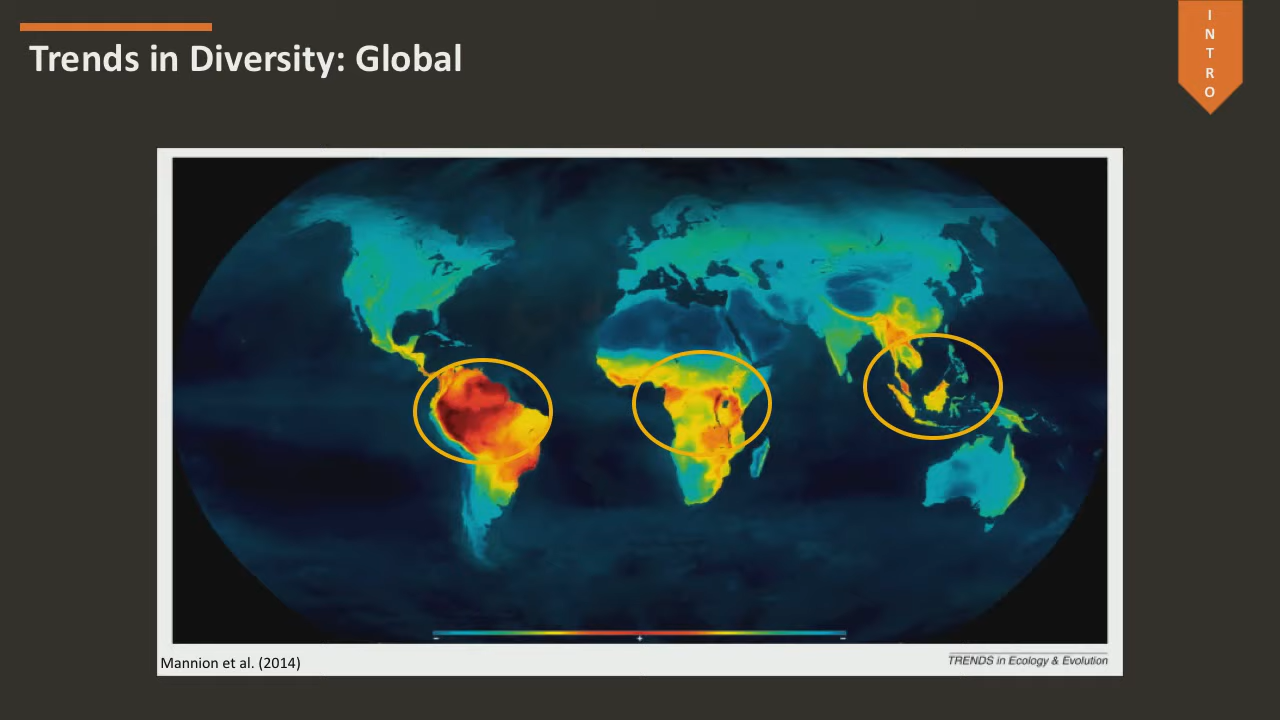 Trends in Diversity: Global
I
N
T
R
O
- + -
Mannion et al. (2014)
TRENDS in Ecology & Evolution